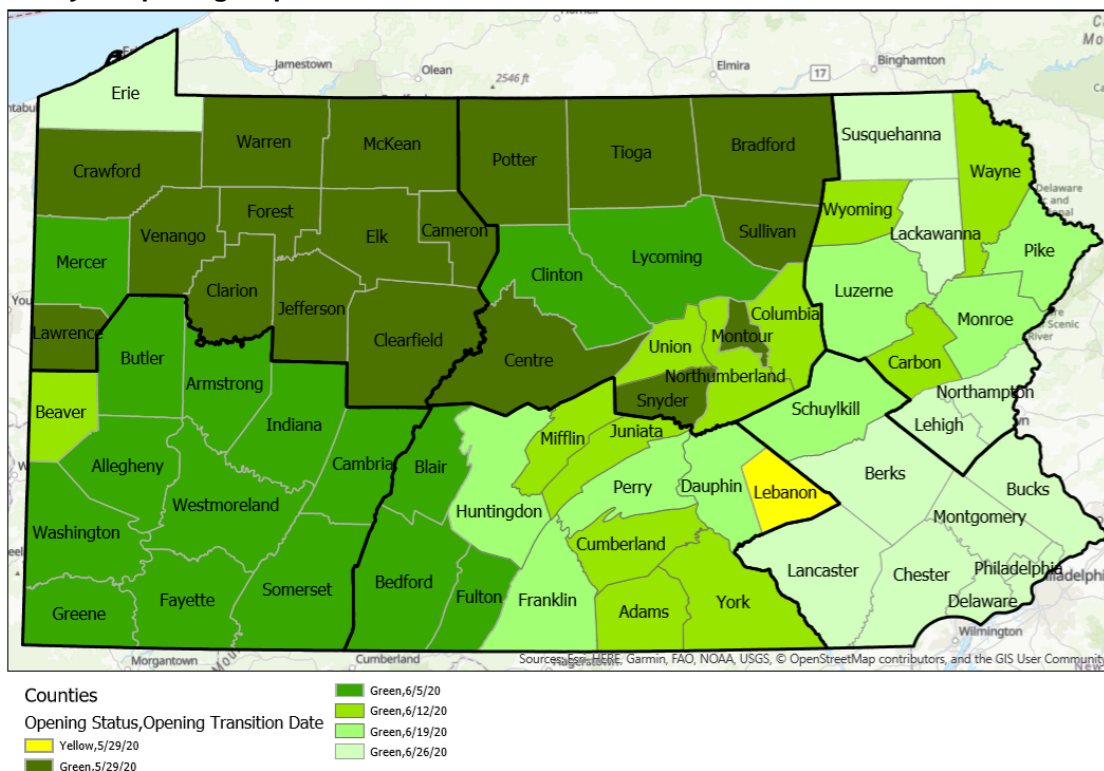 Jamestown
Olean
2546 ft
Elmira
17
Binghamton
Erie
Warren
McKean
Potter
Tioga
Bradford
Susquehanna
Wayne
Crawford
Forest
Venango
Elk
Cameron
Sullivan
Wyoming
Lackawanna
Pike
Mercer
Clarion
Jefferson
Clinton
Lycoming
Luzerne
Monroe
Lawrence
Butler
Clearfield
Centre
Union
Montour
Columbia
Carbon
Armstrong
Northumberland
Northampton
Beaver
Indiana
Snyder
Schuylkill
Lehigh
Mifflin
Juniata
Allegheny
Cambria
Blair
Huntingdon
Perry
Dauphin
Lebanon
Berks
Bucks
Westmoreland
Washington
Cumberland
Montgomery
Lancaster
Chester
Philadelphia
Delaware
Somerset
Bedford
Fulton
Franklin
Adams
York
Greene
Fayette
Wilmington
Morgantown
Cumberland
Sources: Esri, HERE, Garmin, FAO, NOAA, USGS, © OpenStreetMap contributors, and the GIS User Community
Counties
Opening Status,Opening Transition Date
Yellow,5/29/20
Green,5/29/20
Green,6/5/20
Green,6/12/20
Green,6/19/20
Green,6/26/20